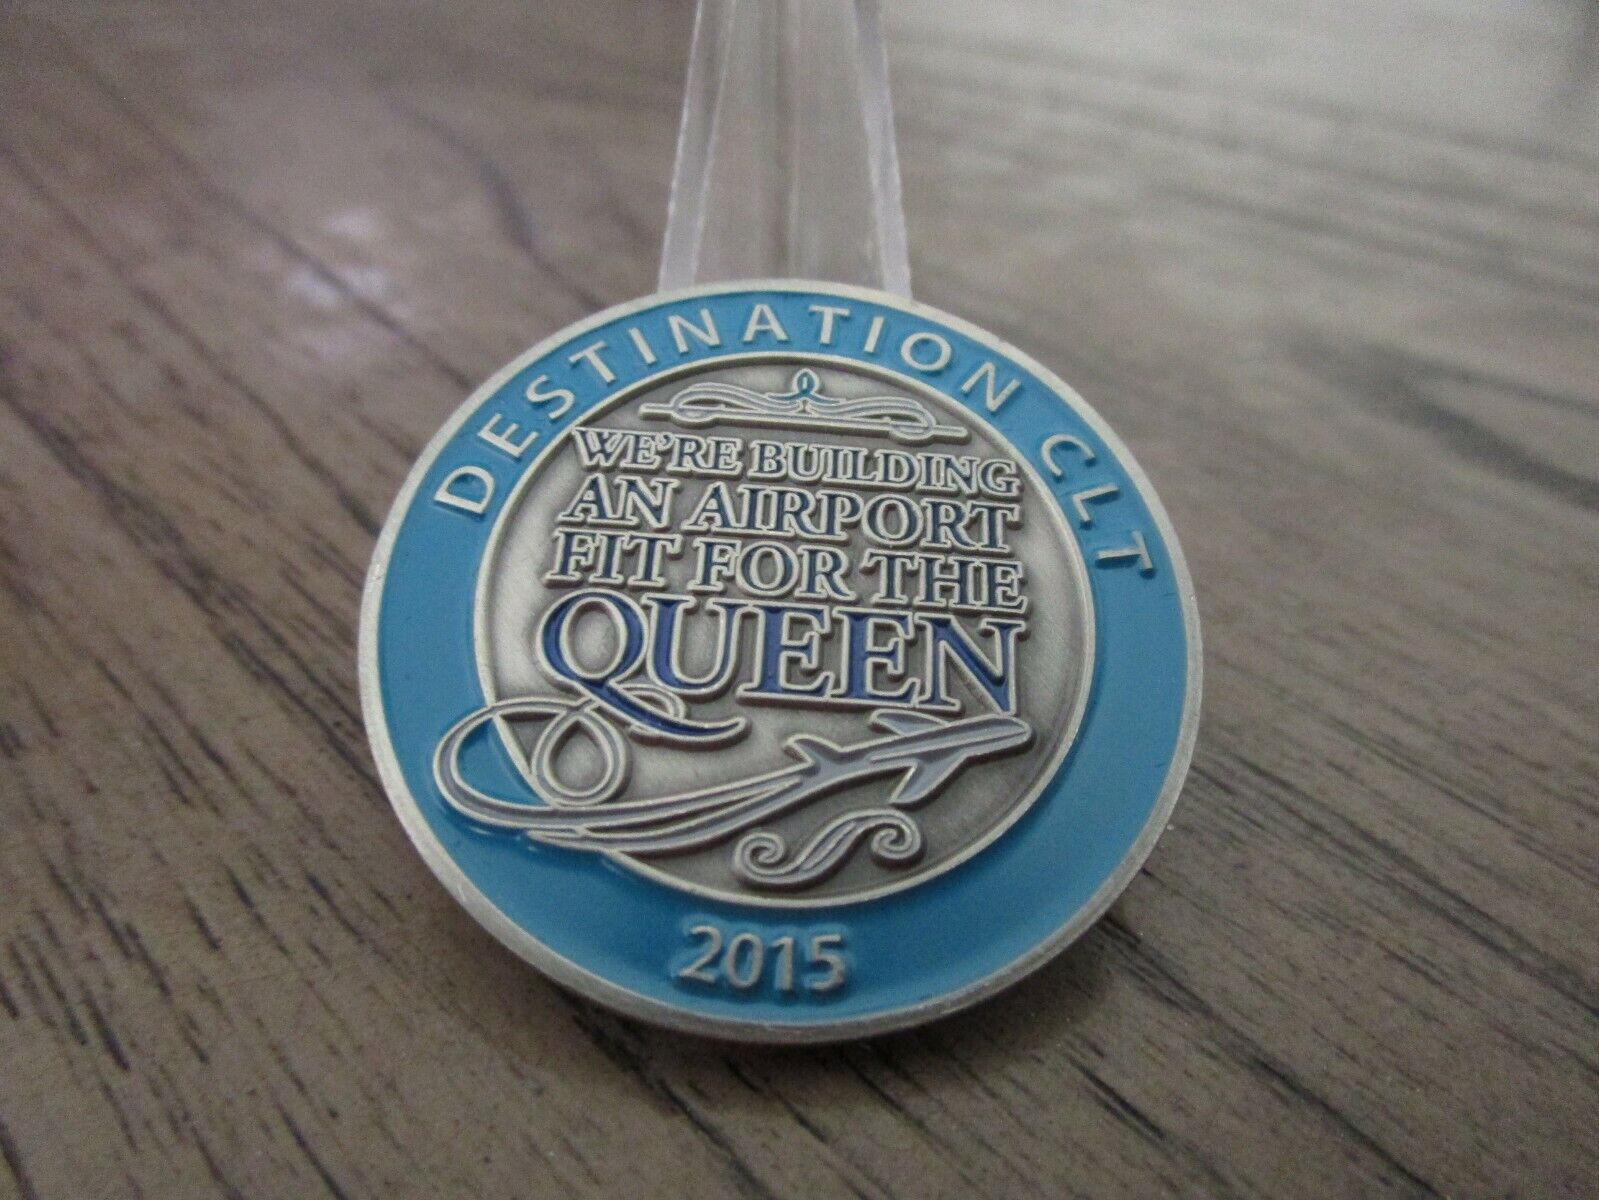 DESTINATION CLT
WE'RE BUILDING
AN AIRPORT
FIT FOR THE
QUEEN
2015